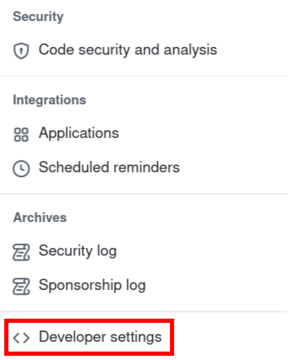 Security
Code security and analysis
Integrations
Applications
Scheduled reminders
Archives
Security log
Sponsorship log
Developer settings